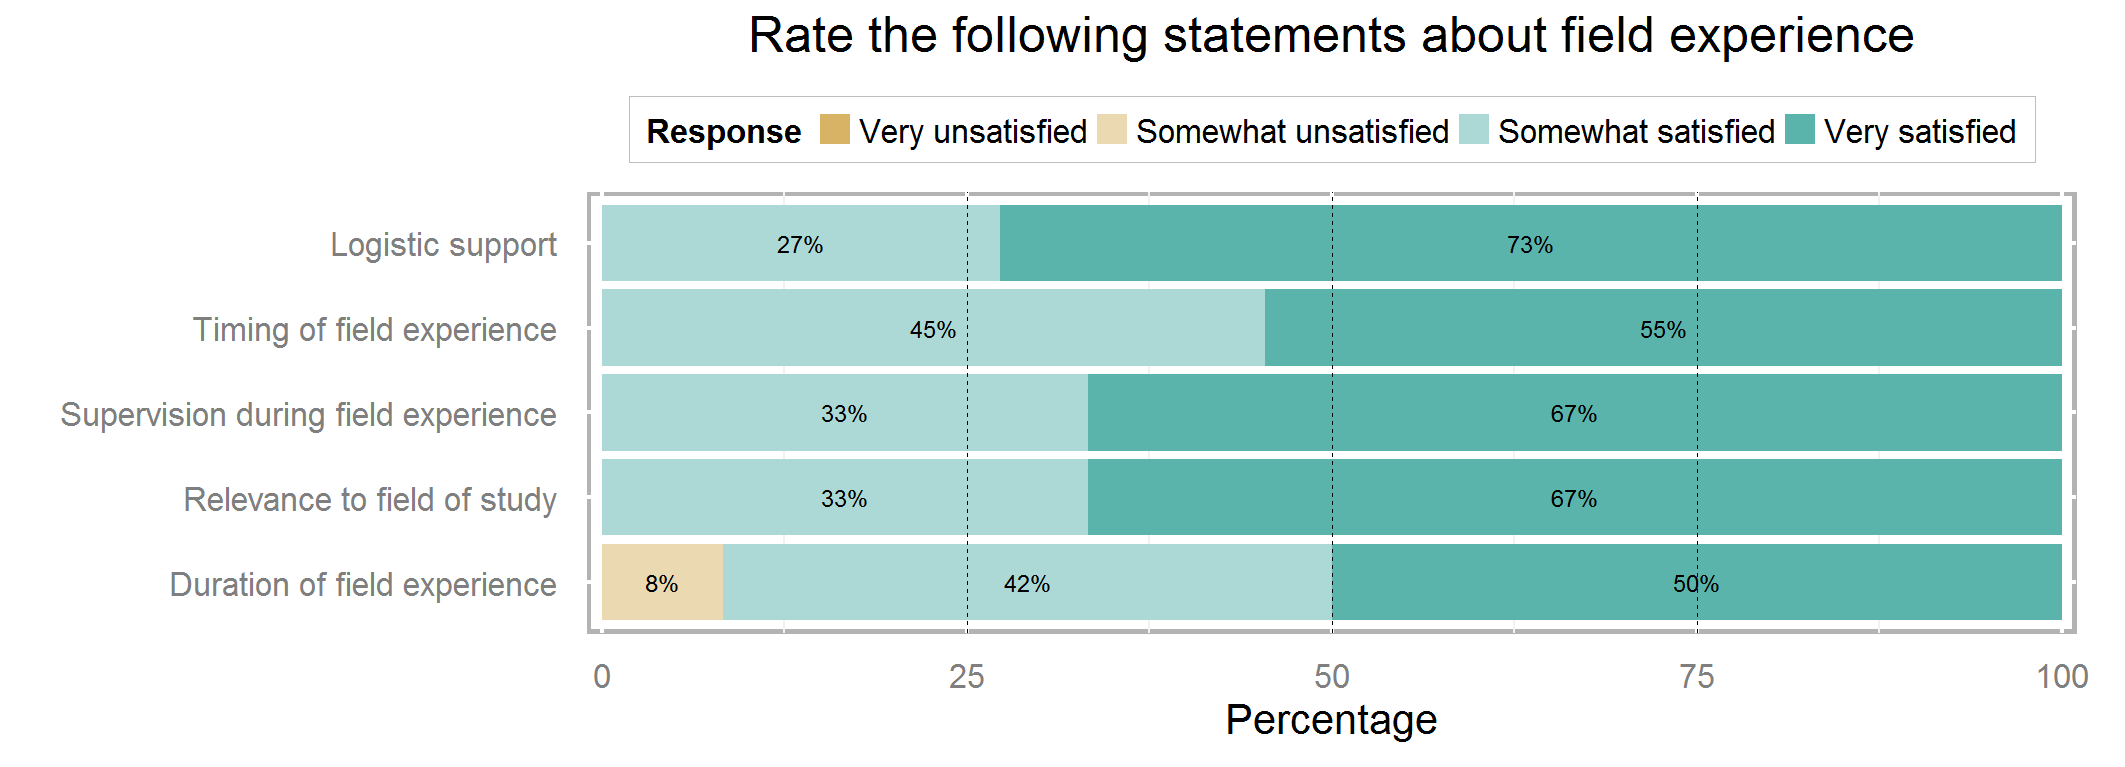 Rate the following statements about field experience
Response Very unsatisfied Somewhat unsatisfied Somewhat satisfied Very satisfied
Logistic support 27% 73%
Timing of field experience 45% 55%
Supervision during field experience 33% 67%
Relevance to field of study 33% 67%
Duration of field experience 8% 42% 50%
0 25 50 75 100
Percentage